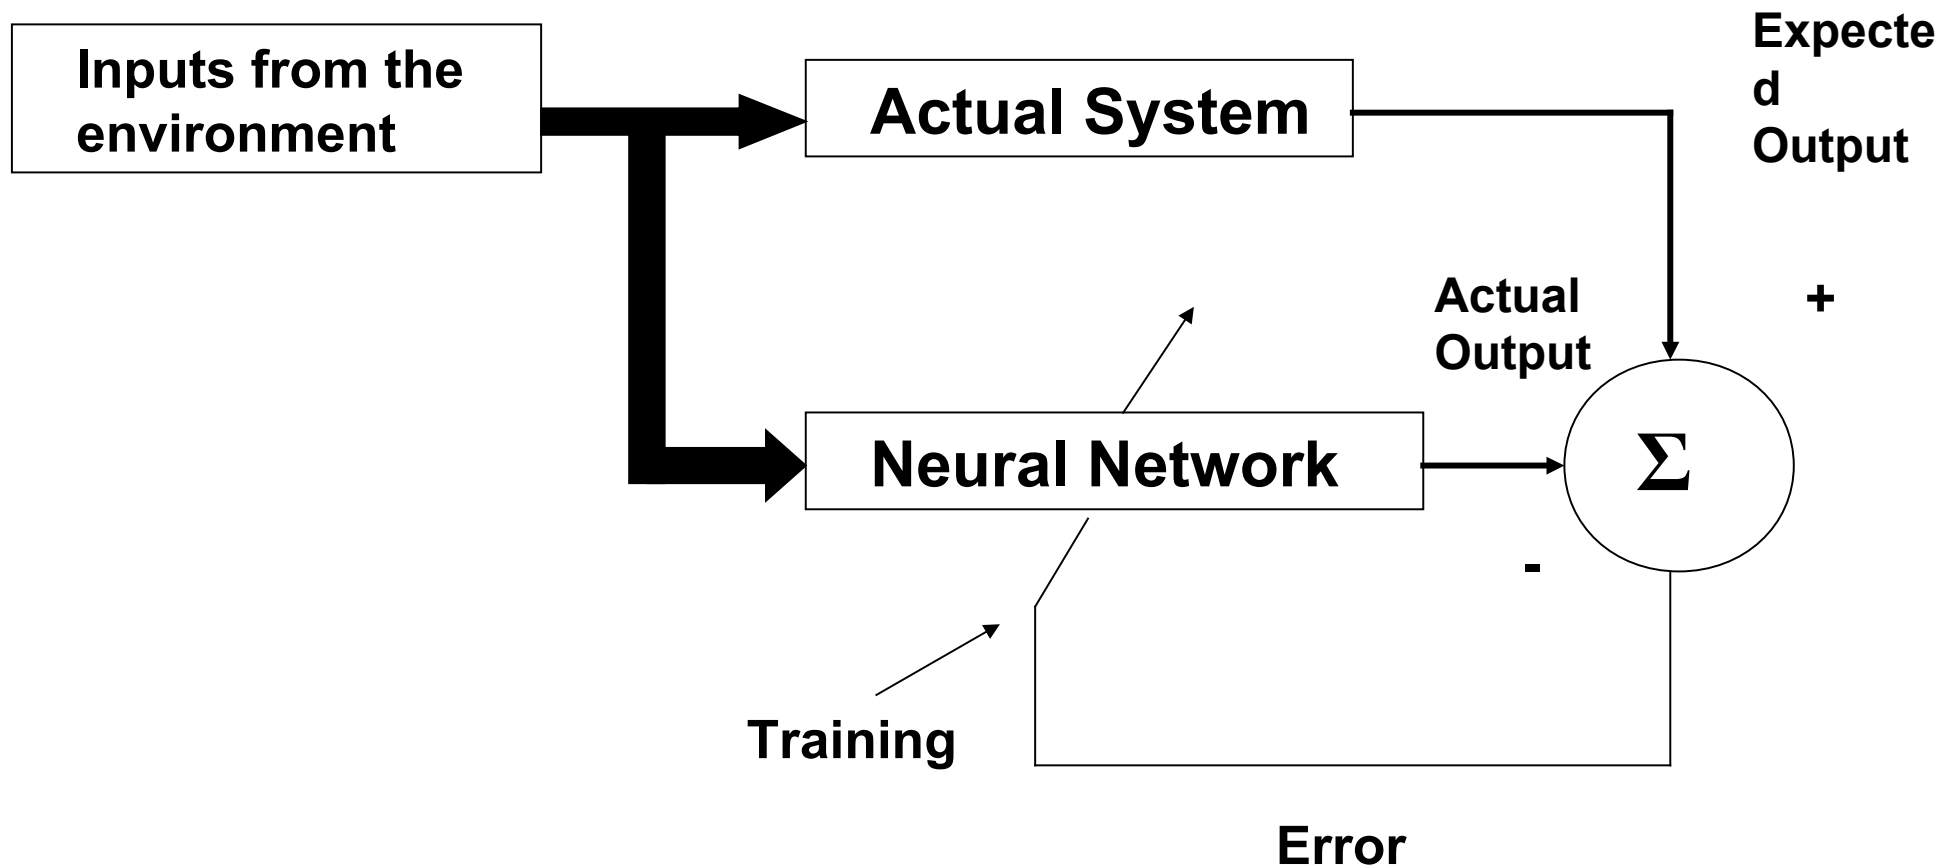 Inputs from the
environment
Actual System
Expecte
d
Output
Actual
Output
+
Neural Network
Σ
-
Training
Error